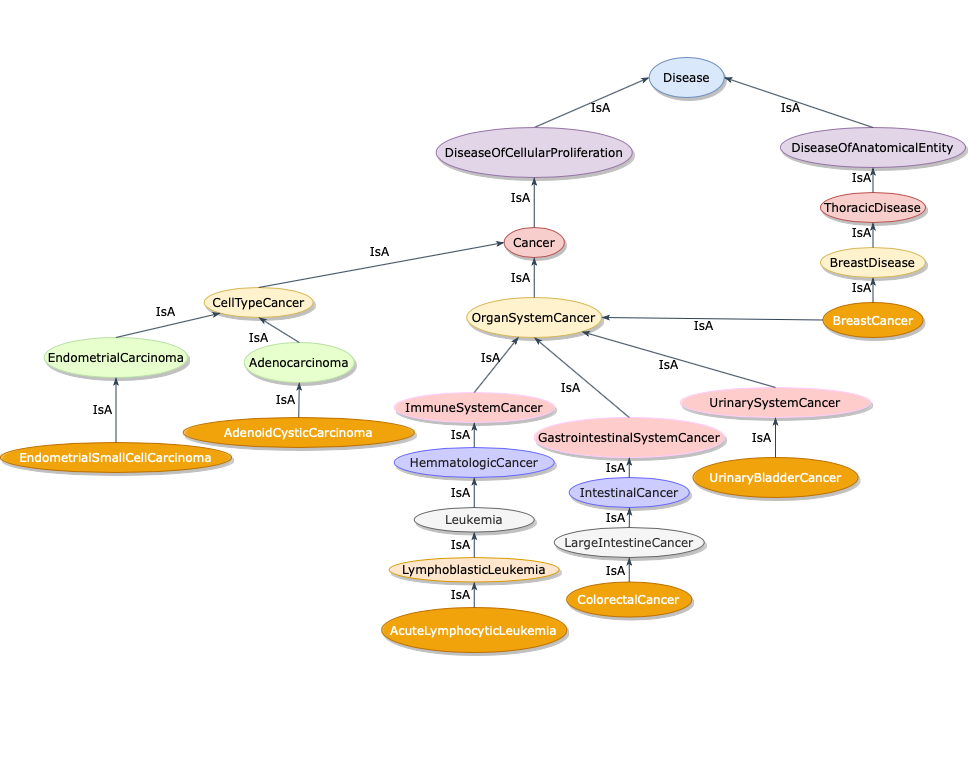 Disease
IsA
IsA
DiseaseOfCellularProliferation
DiseaseOfAnatomicalEntity
IsA
IsA
ThoracicDisease
IsA
Cancer
IsA
BreastDisease
IsA
IsA
CellTypeCancer
OrganSystemCancer
BreastCancer
IsA
IsA
IsA
EndometrialCarcinoma
Adenocarcinoma
IsA
IsA
IsA
IsA
IsA
ImmuneSystemCancer
UrinarySystemCancer
EndometrialSmallCellCarcinoma
AdenoidCysticCarcinoma
IsA
GastrointestinalSystemCancer
IsA
HemmatologicCancer
IsA
UrinaryBladderCancer
IsA
IntestinalCancer
Leukemia
IsA
IsA
LargeIntestineCancer
LymphoblasticLeukemia
IsA
IsA
ColorectalCancer
AcuteLymphocyticLeukemia